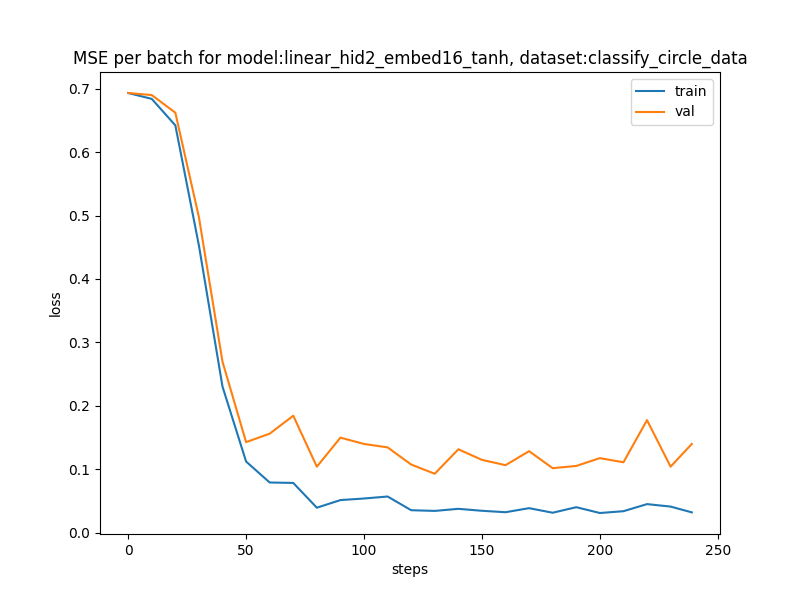 MSE per batch for model:linear_hid2_embed16_tanh, dataset:classify_circle_data
train
val
0.7
0.6
0.5
0.4
0.3
0.2
0.1
0.0
loss
0
50
100
150
200
250
steps